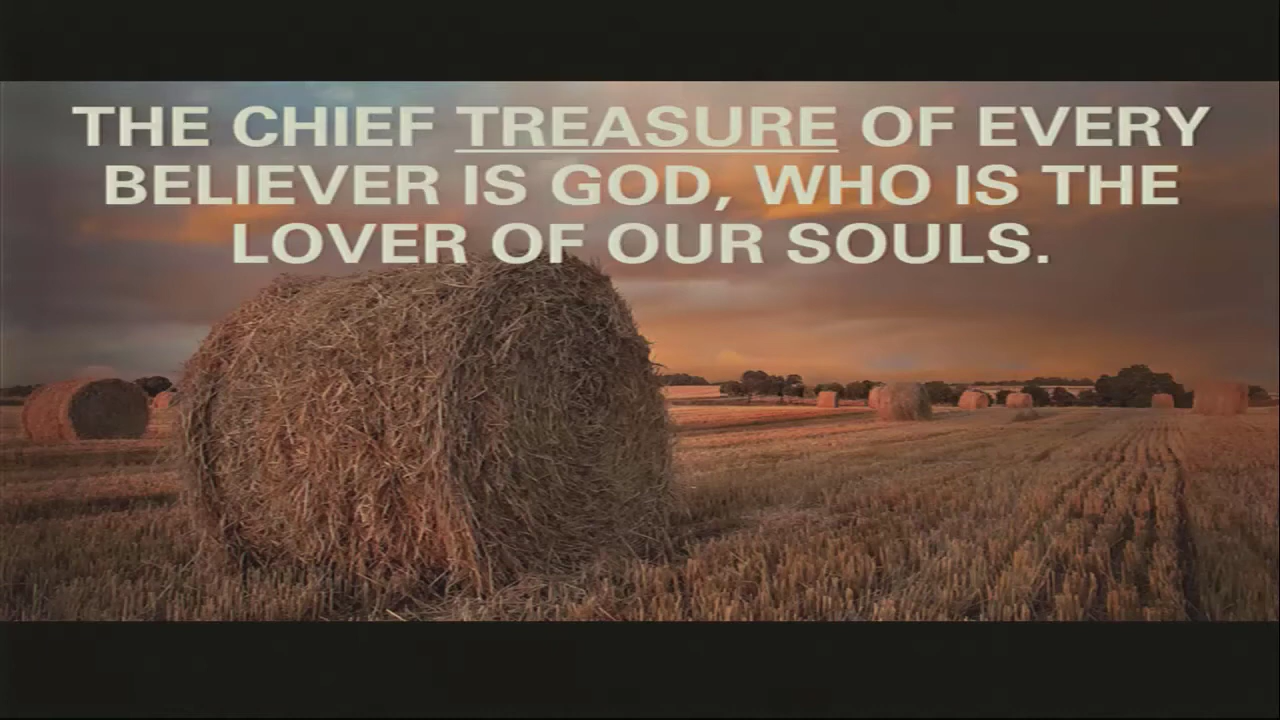 THE CHIEF TREASURE OF EVERY
BELIEVER IS GOD, WHO IS THE
LOVER OF OUR SOULS.